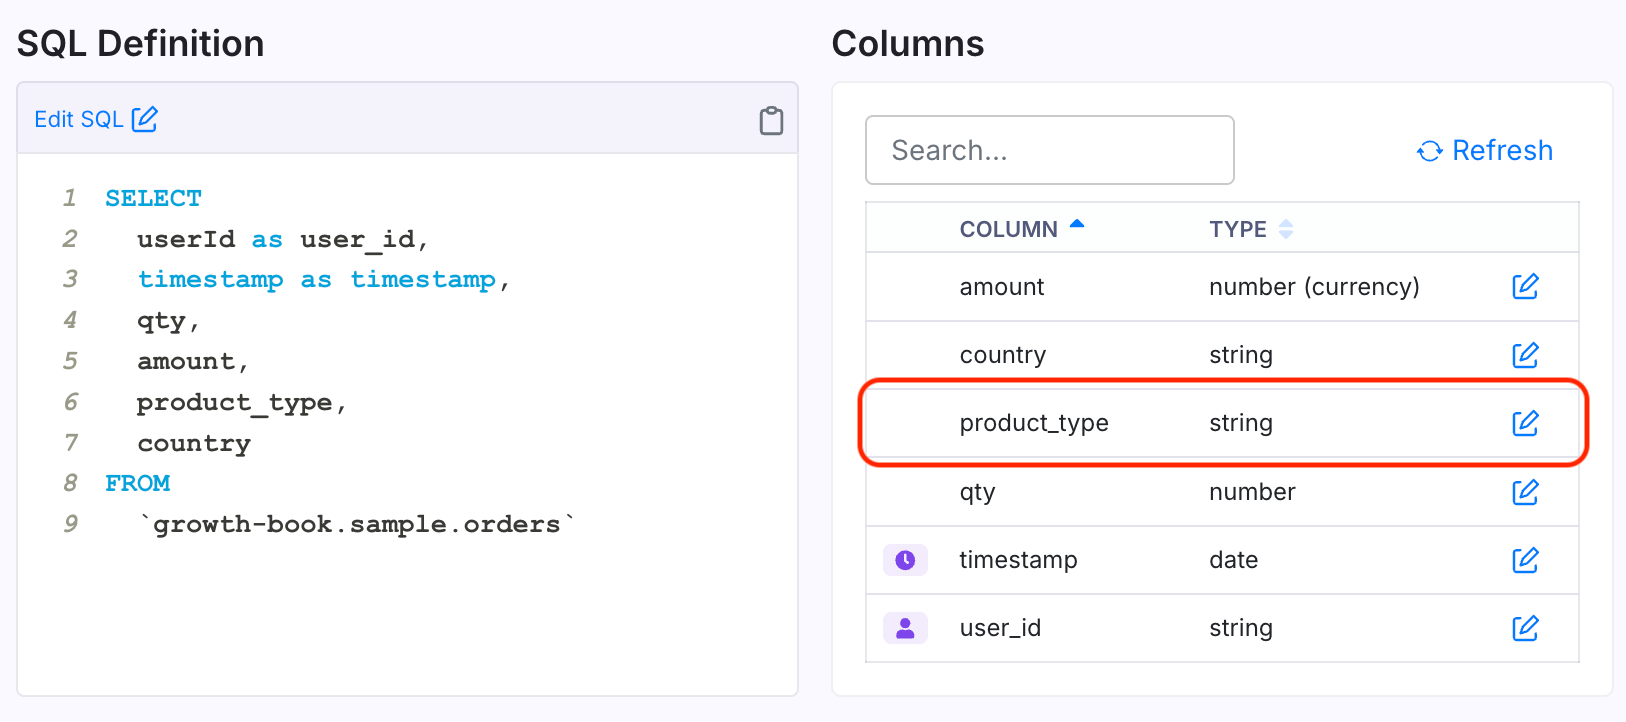 SQL Definition
Edit SQL
1 SELECT
2 userId as user_id,
3 timestamp as timestamp,
4 qty,
5 amount,
6 product_type,
7 country
8 FROM
9 `growth-book.sample.orders`
Columns
Search...
Refresh
COLUMN TYPE
amount number (currency)
country string
product_type string
qty number
timestamp date
user_id string